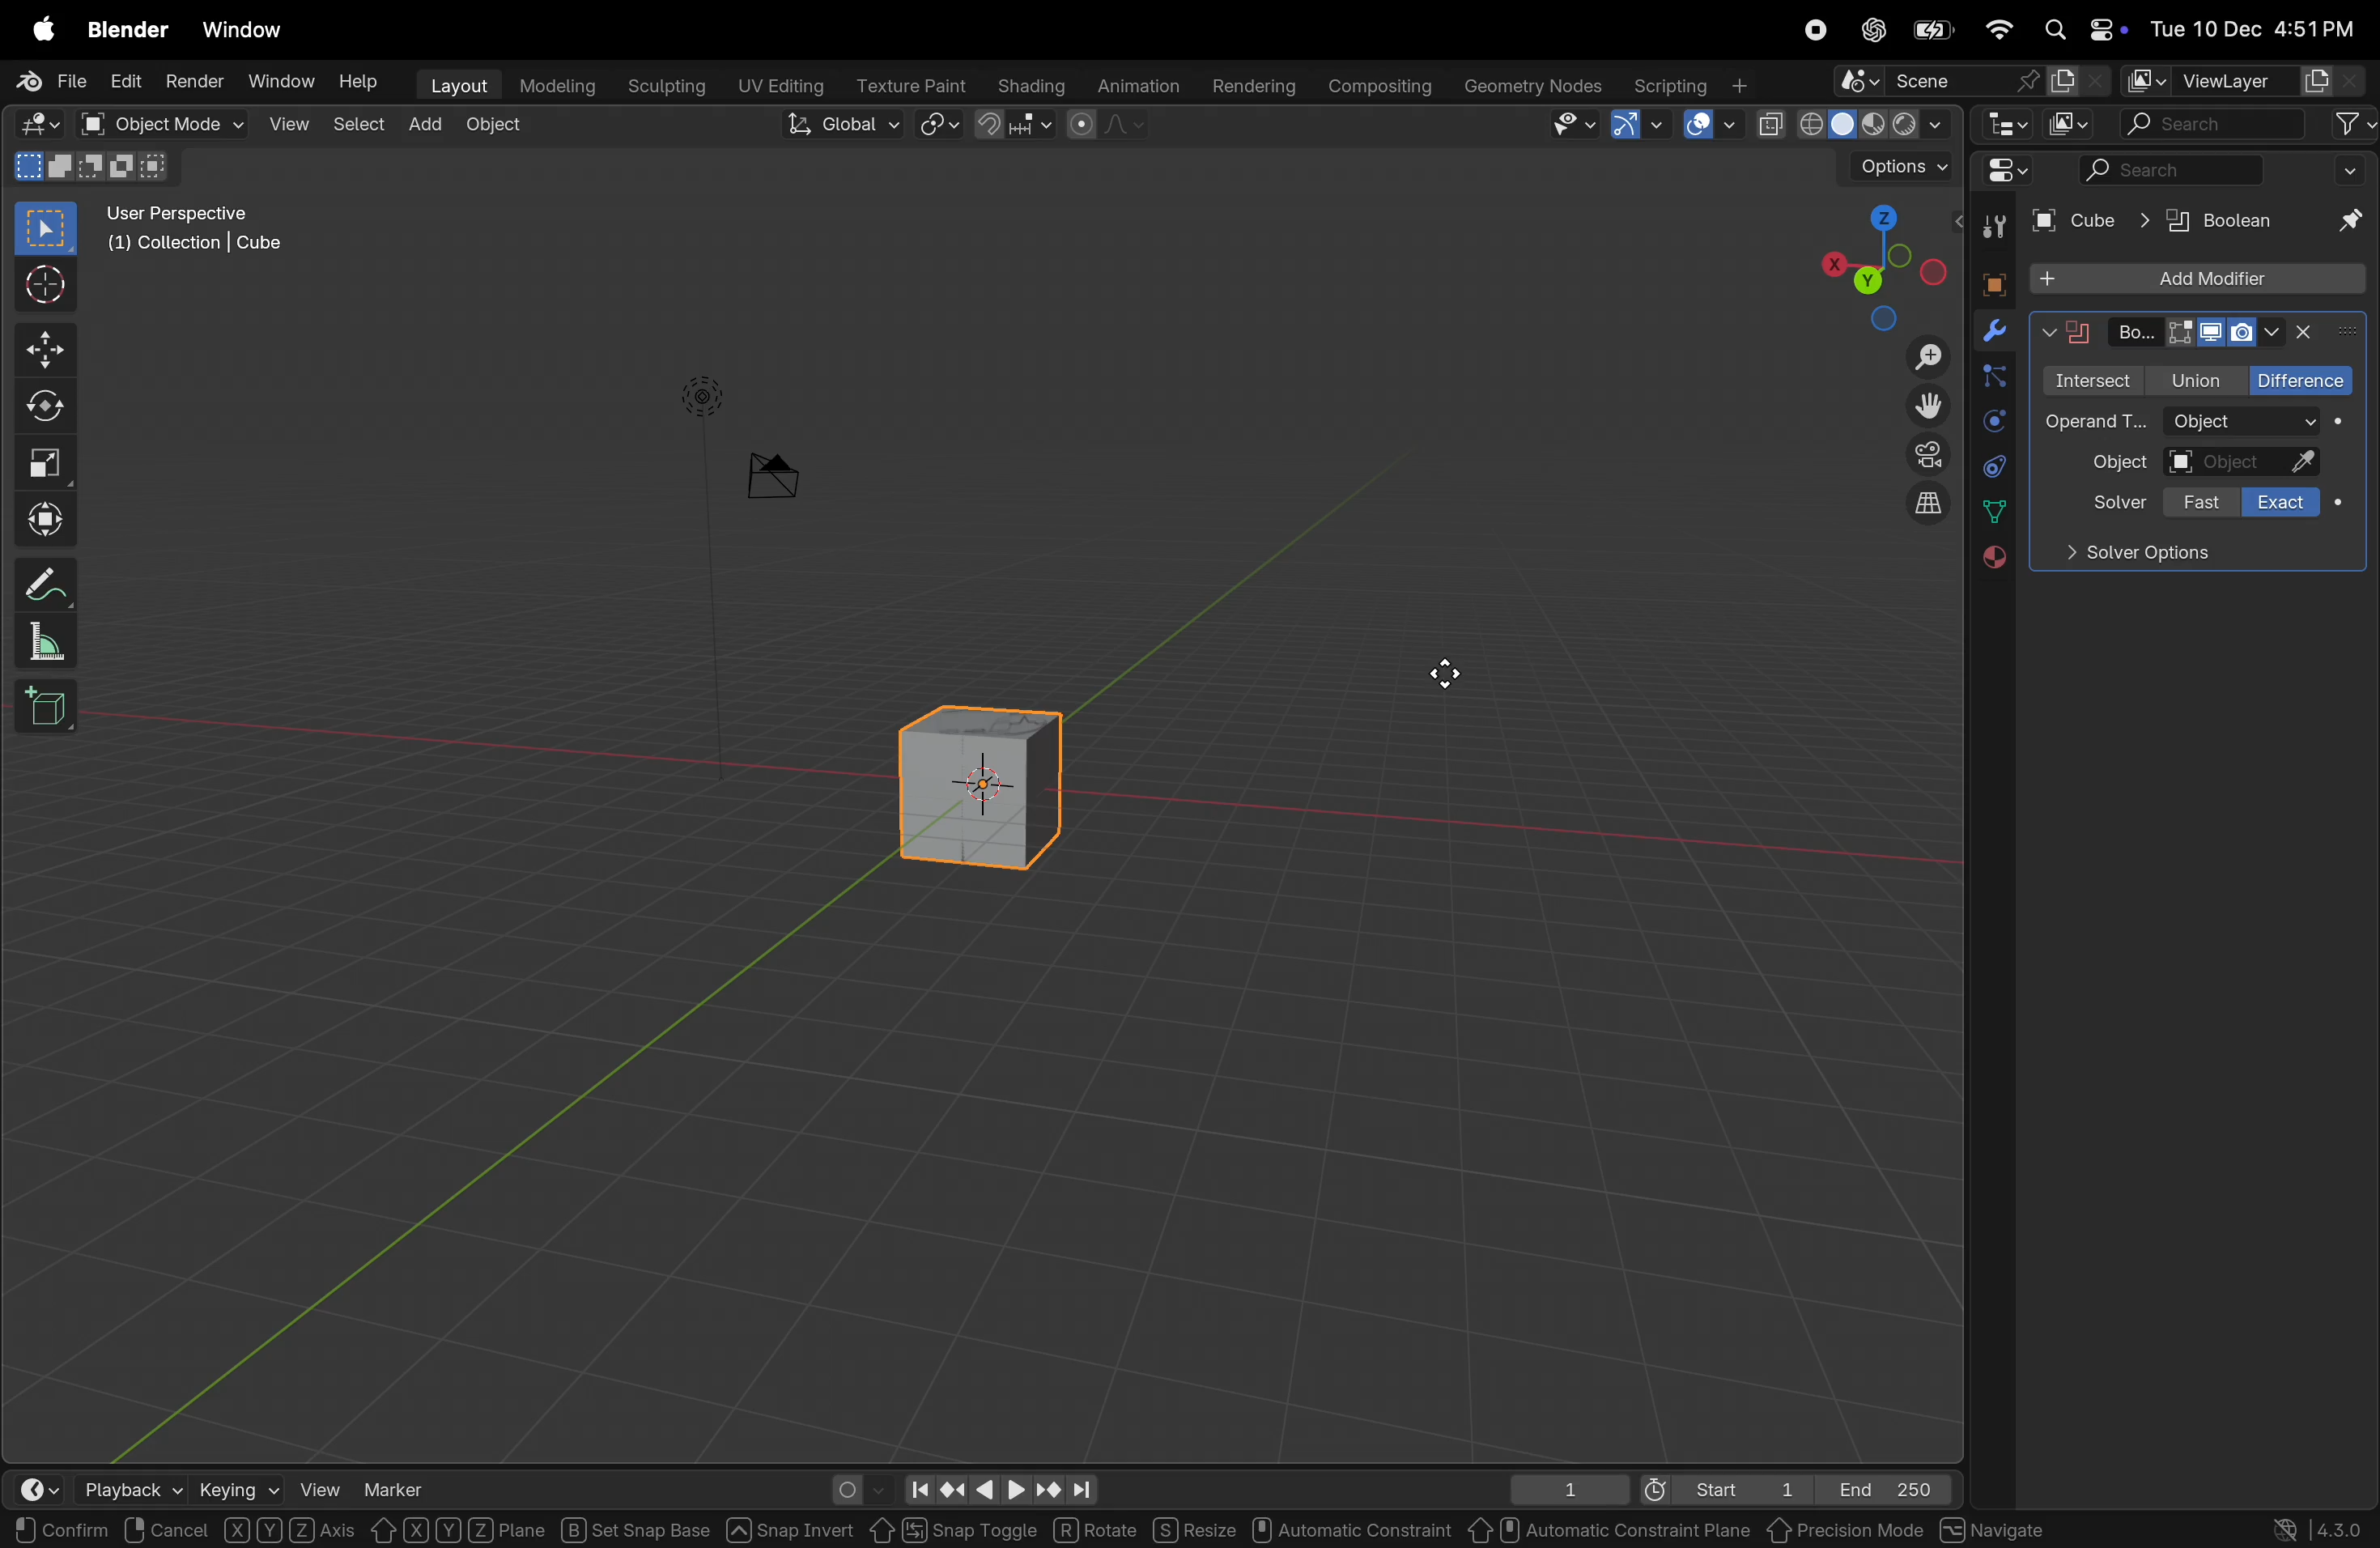 Blender Window Tue 10 Dec 4:51 PM
File Edit Render Window Help Layout Modeling Sculpting UV Editing Texture Paint Shading Animation Rendering Compositing Geometry Nodes Scripting + Scene ViewLayer
Object Mode View Select Add Object Global Search
Options Search
User Perspective
(1) Collection | Cube
Z
X
Y
Cube > Boolean
+ Add Modifier
Bo...
Intersect Union Difference
Operand T... Object
Object Object
Solver Fast Exact
Solver Options
Playback Keying View Marker 1 Start 1 End 250
Confirm Cancel X Y Z Axis X Y Z Plane B Set Snap Base Snap Invert Snap Toggle R Rotate S Resize Automatic Constraint Automatic Constraint Plane Precision Mode Navigate 4.3.0